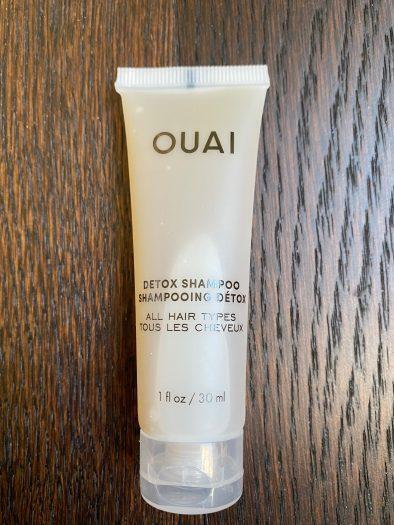 OUAI
DETOX SHAMPOO
SHAMPOOING DÉTOX
ALL HAIR TYPES
TOUS LES CHEVEUX
1 fl oz / 30 ml